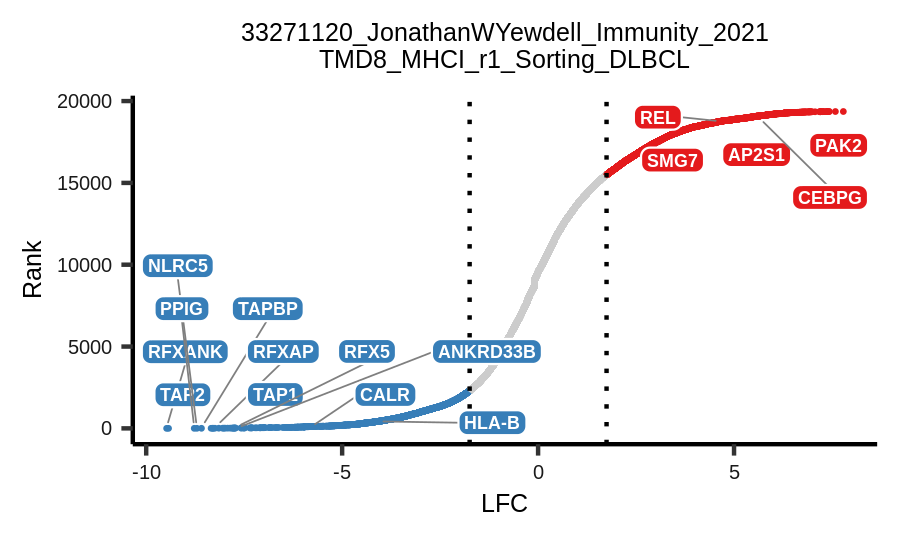 33271120_JonathanWYewdell_Immunity_2021
TMD8_MHCI_r1_Sorting_DLBCL
Rank
20000
15000
10000
5000
0
REL
SMG7
AP2S1
PAK2
CEBPG
NLRC5
PPIG
TAPBP
RFXANK
RFXAP
RFX5
ANKRD33B
TAP2
TAP1
CALR
HLA-B
-10
-5
0
5
LFC